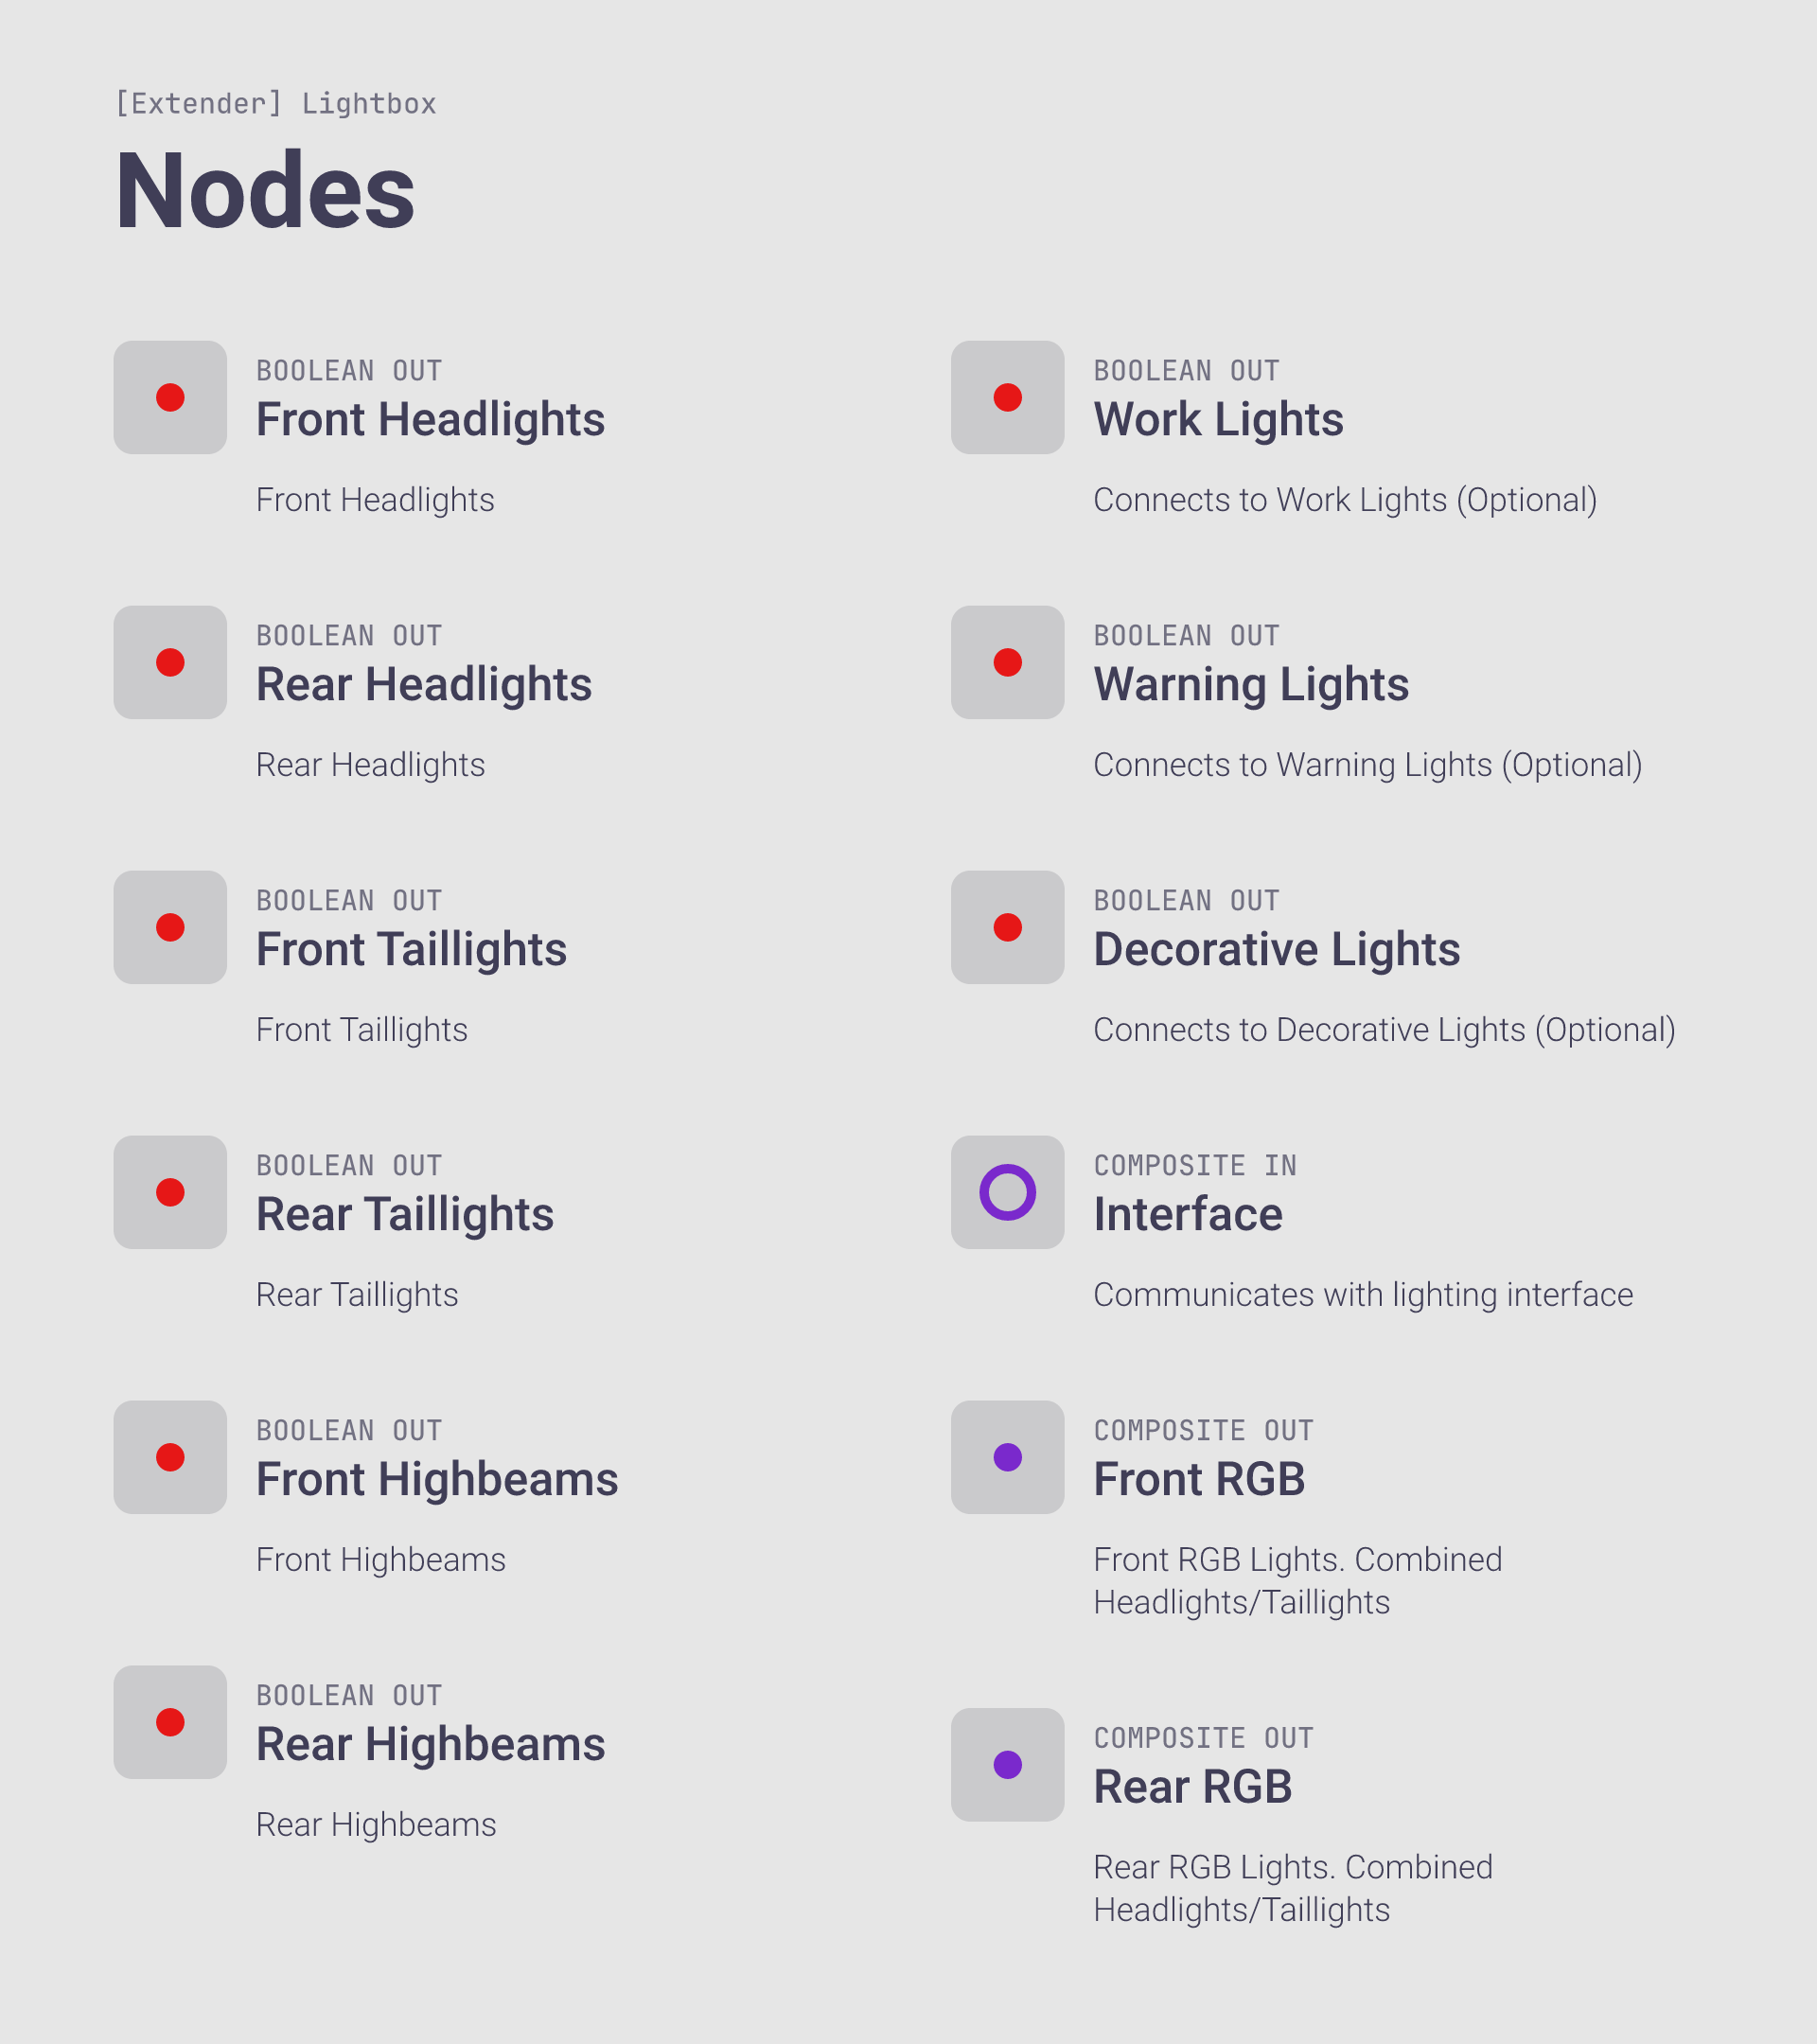 [Extender] Lightbox
Nodes
BOOLEAN OUT
Front Headlights
Front Headlights
BOOLEAN OUT
Rear Headlights
Rear Headlights
BOOLEAN OUT
Front Taillights
Front Taillights
BOOLEAN OUT
Rear Taillights
Rear Taillights
BOOLEAN OUT
Front Highbeams
Front Highbeams
BOOLEAN OUT
Rear Highbeams
Rear Highbeams
BOOLEAN OUT
Work Lights
Connects to Work Lights (Optional)
BOOLEAN OUT
Warning Lights
Connects to Warning Lights (Optional)
BOOLEAN OUT
Decorative Lights
Connects to Decorative Lights (Optional)
COMPOSITE IN
Interface
Communicates with lighting interface
COMPOSITE OUT
Front RGB
Front RGB Lights. Combined
Headlights/Taillights
COMPOSITE OUT
Rear RGB
Rear RGB Lights. Combined
Headlights/Taillights